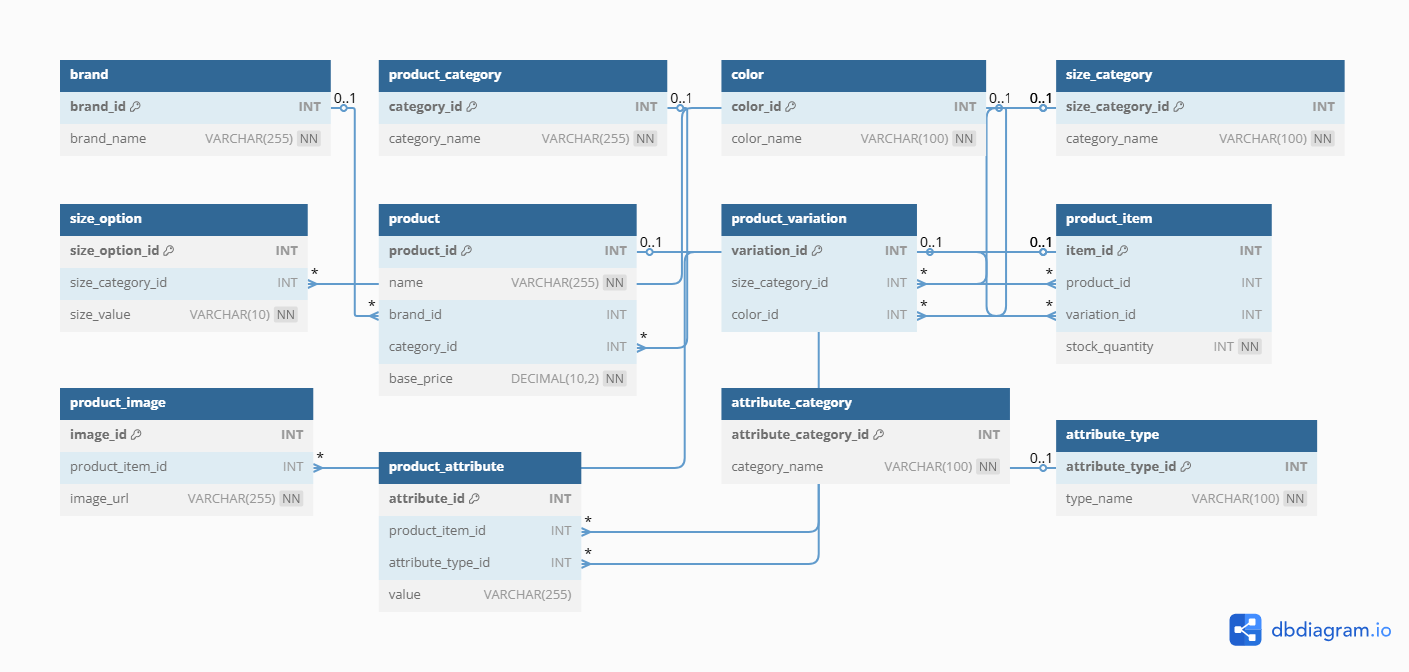 brand
brand_id INT
brand_name VARCHAR(255) NN
0..1
product_category
category_id INT
category_name VARCHAR(255) NN
0..1
color
color_id INT
color_name VARCHAR(100) NN
0..1
0..1
size_category
size_category_id INT
category_name VARCHAR(100) NN
size_option
size_option_id INT
size_category_id INT
size_value VARCHAR(10) NN
*
*
product
product_id INT
name VARCHAR(255) NN
brand_id INT
category_id INT
base_price DECIMAL(10,2) NN
0..1
*
product_variation
variation_id INT
size_category_id INT
color_id INT
0..1
*
*
0..1
*
*
product_item
item_id INT
product_id INT
variation_id INT
stock_quantity INT NN
product_image
image_id INT
product_item_id INT
image_url VARCHAR(255) NN
*
product_attribute
attribute_id INT
product_item_id INT
attribute_type_id INT
value VARCHAR(255)
*
*
attribute_category
attribute_category_id INT
category_name VARCHAR(100) NN
0..1
attribute_type
attribute_type_id INT
type_name VARCHAR(100) NN
dbdiagram.io